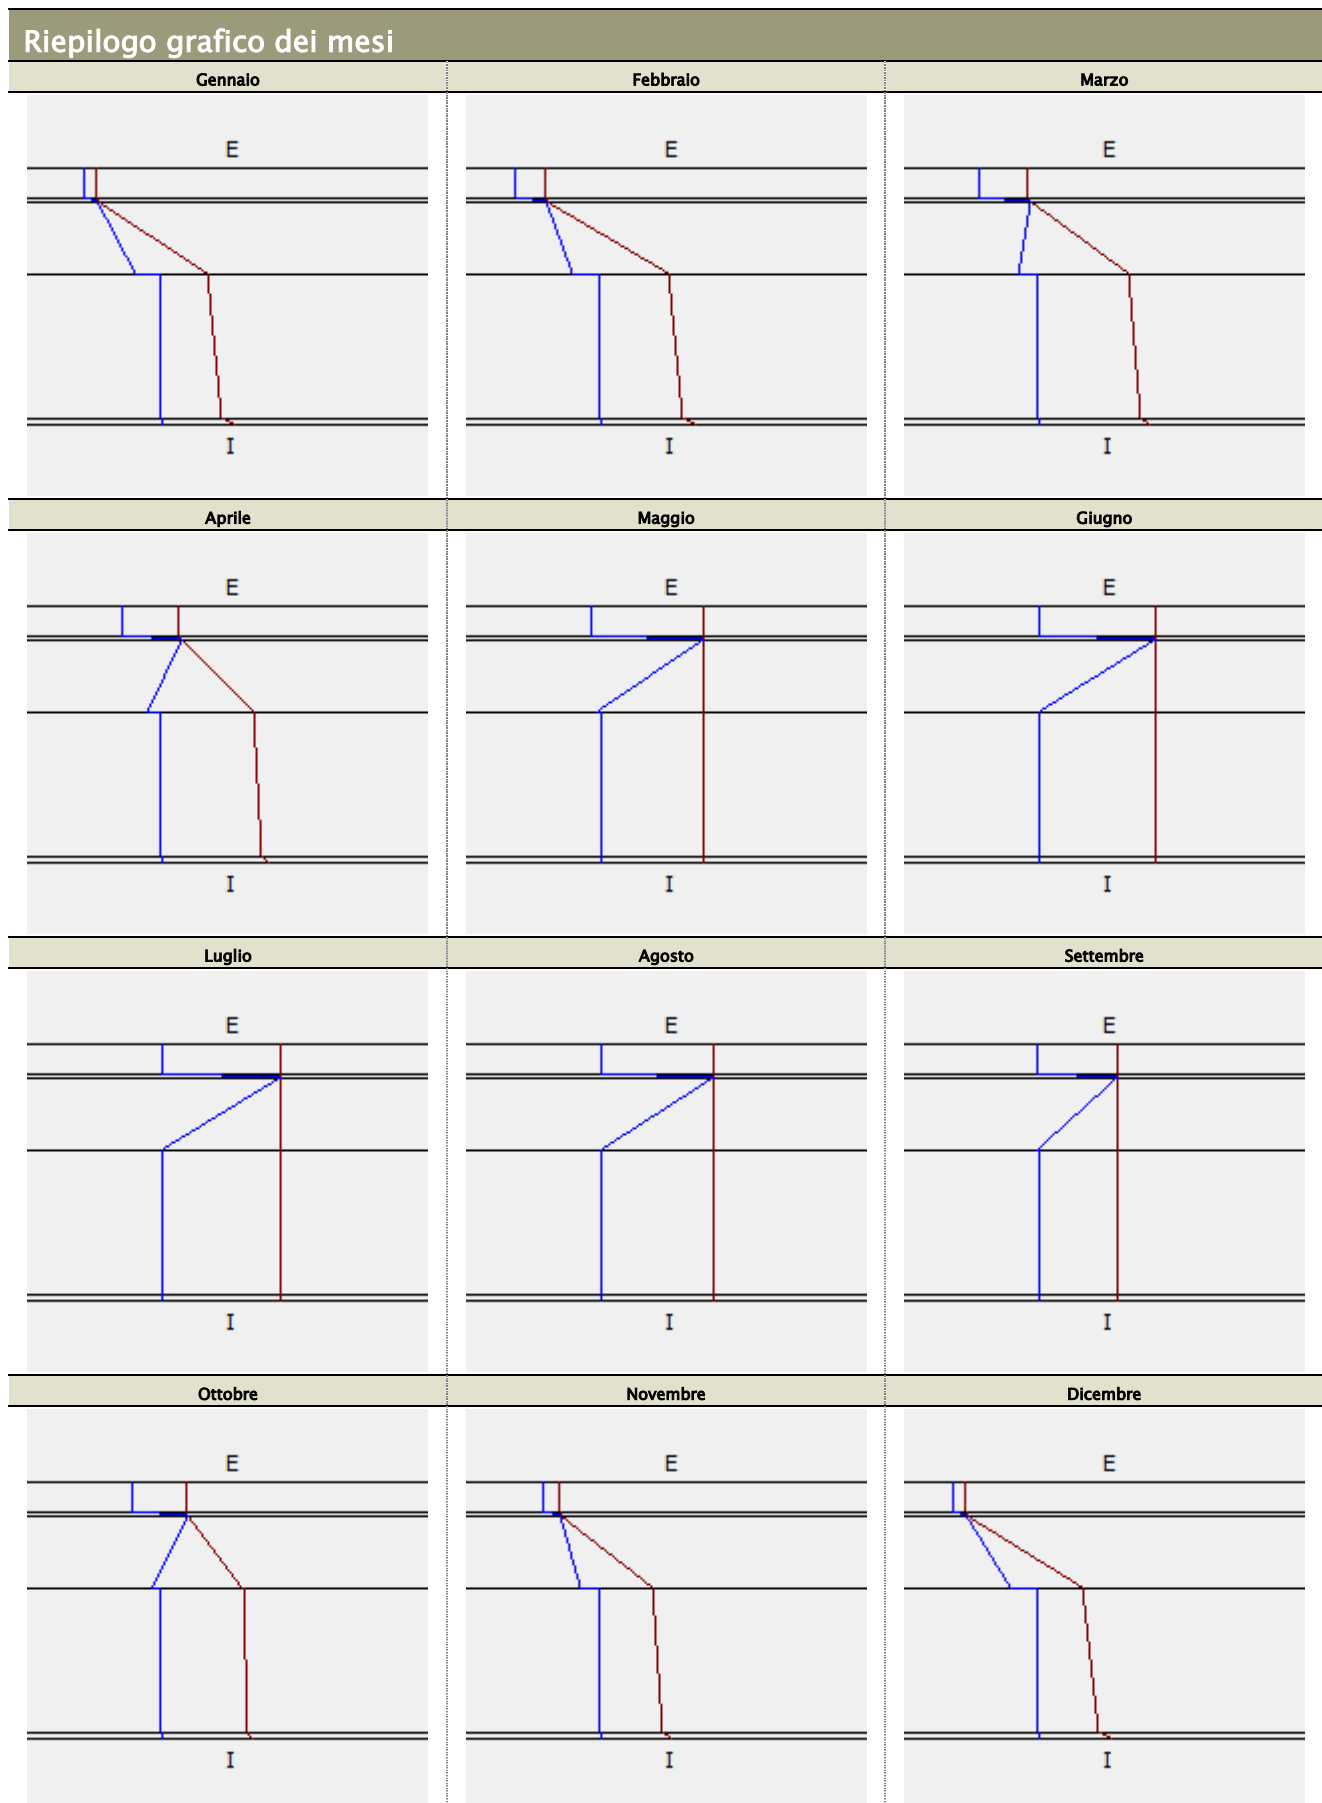 Riepilogo grafico dei mesi
Gennaio Febbraio Marzo
E E E
I I I
Aprile Maggio Giugno
E E E
I I I
Luglio Agosto Settembre
E E E
I I I
Ottobre Novembre Dicembre
E E E
I I I